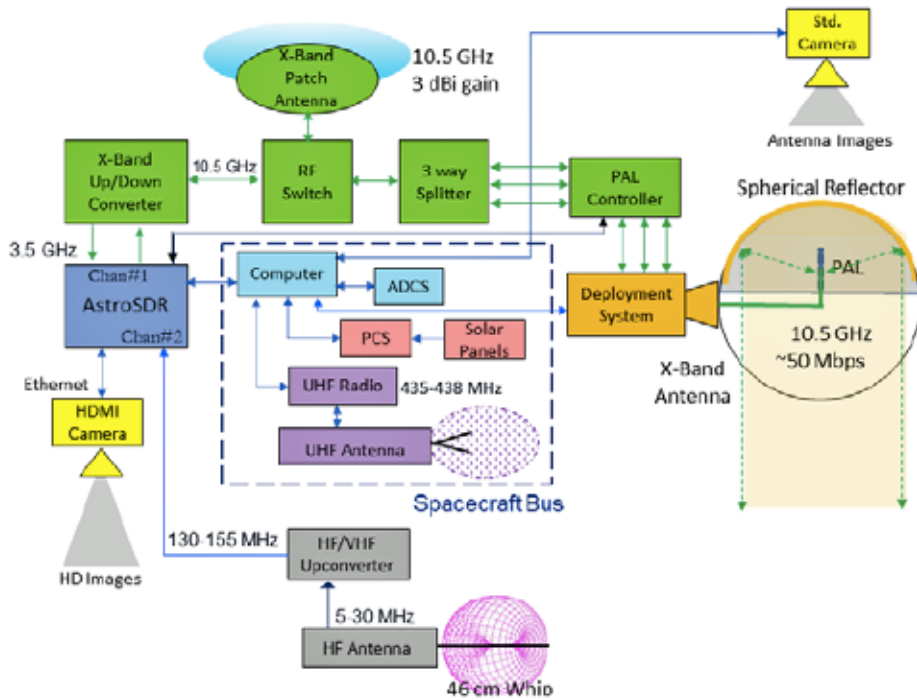 X-Band
Patch
Antenna
10.5 GHz
3 dBi gain
Std.
Camera
Antenna Images
X-Band
Up/Down
Converter
10.5 GHz
RF
Switch
3 way
Splitter
PAL
Controller
Spherical Reflector
PAL
3.5 GHz
Chan#1
AstroSDR
Chan#2
Computer
ADCS
PCS
Solar
Panels
UHF Radio
435-438 MHz
UHF Antenna
Spacecraft Bus
Deployment
System
X-Band
Antenna
10.5 GHz
~50 Mbps
Ethernet
HDMI
Camera
HD Images
130-155 MHz
HF/VHF
Upconverter
5-30 MHz
HF Antenna
46 cm Whip